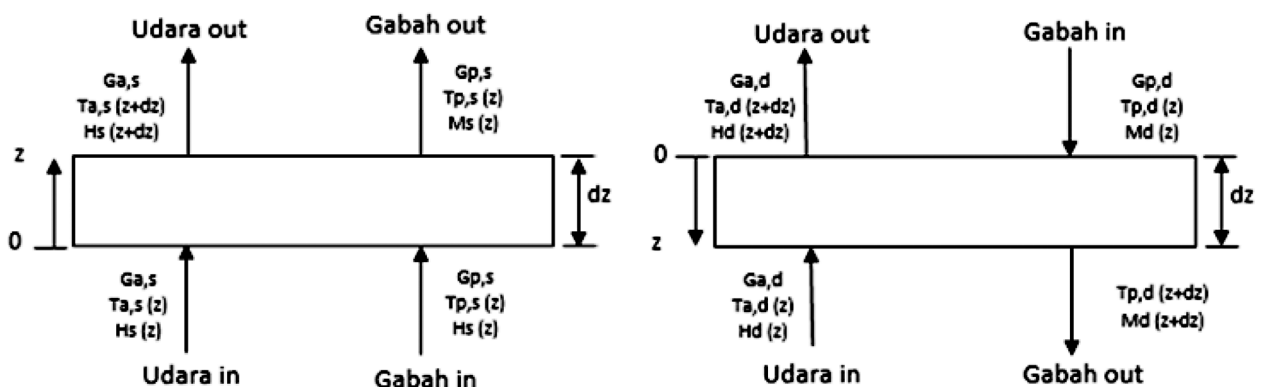 Udara out
Ga,s
Ta,s (z+dz)
Hs (z+dz)
Gabah out
Gp,s
Tp,s (z)
Ms (z)
z
0
dz
Ga,s
Ta,s (z)
Hs (z)
Udara in
Gp,s
Tp,s (z)
Hs (z)
Gabah in
Udara out
Ga,d
Ta,d (z+dz)
Hd (z+dz)
Gabah in
Gp,d
Tp,d (z)
Md (z)
0
z
dz
Ga,d
Ta,d (z)
Hd (z)
Udara in
Tp,d (z+dz)
Md (z+dz)
Gabah out